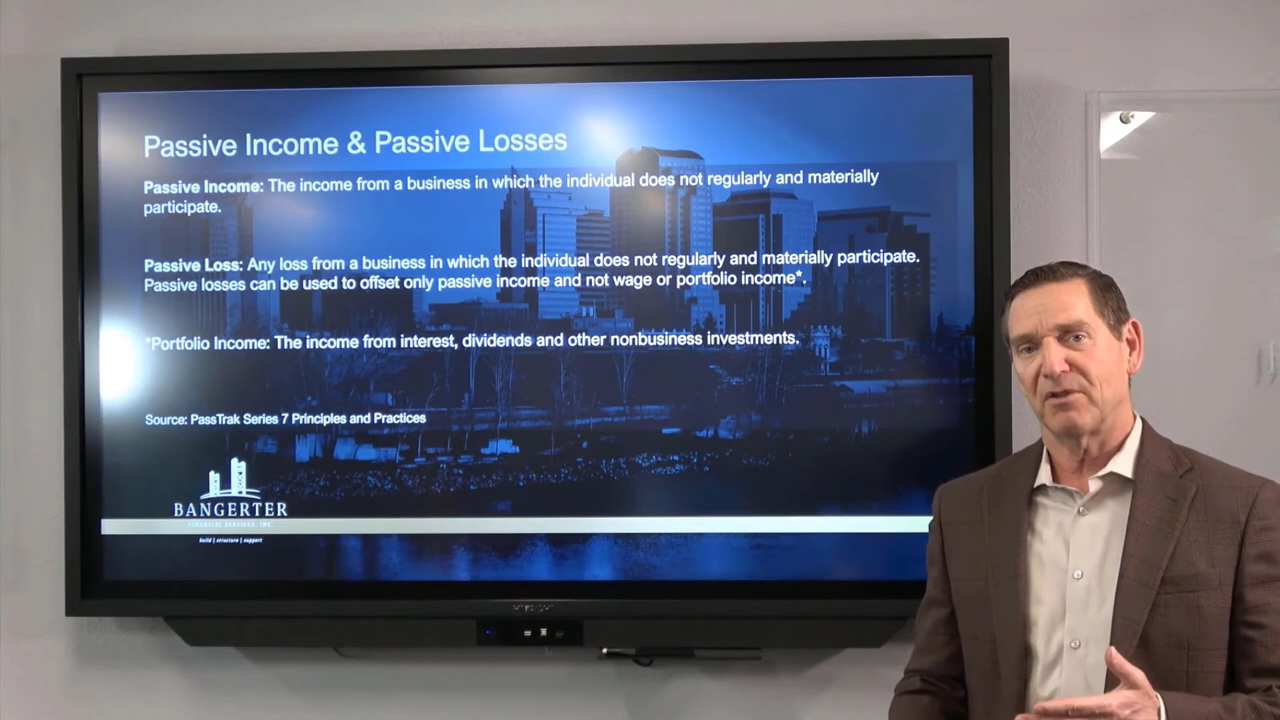 Passive Income & Passive Losses
Passive Income: The income from a business in which the individual does not regularly and materially
participate.
Passive Loss: Any loss from a business in which the individual does not regularly and materially participate.
Passive losses can be used to offset only passive income and not wage or portfolio income*.
*Portfolio Income: The income from interest, dividends and other nonbusiness investments.
Source: PassTrak Series 7 Principles and Practices
BANGERTER
FINANCIAL SERVICES, INC.
build | structure | support